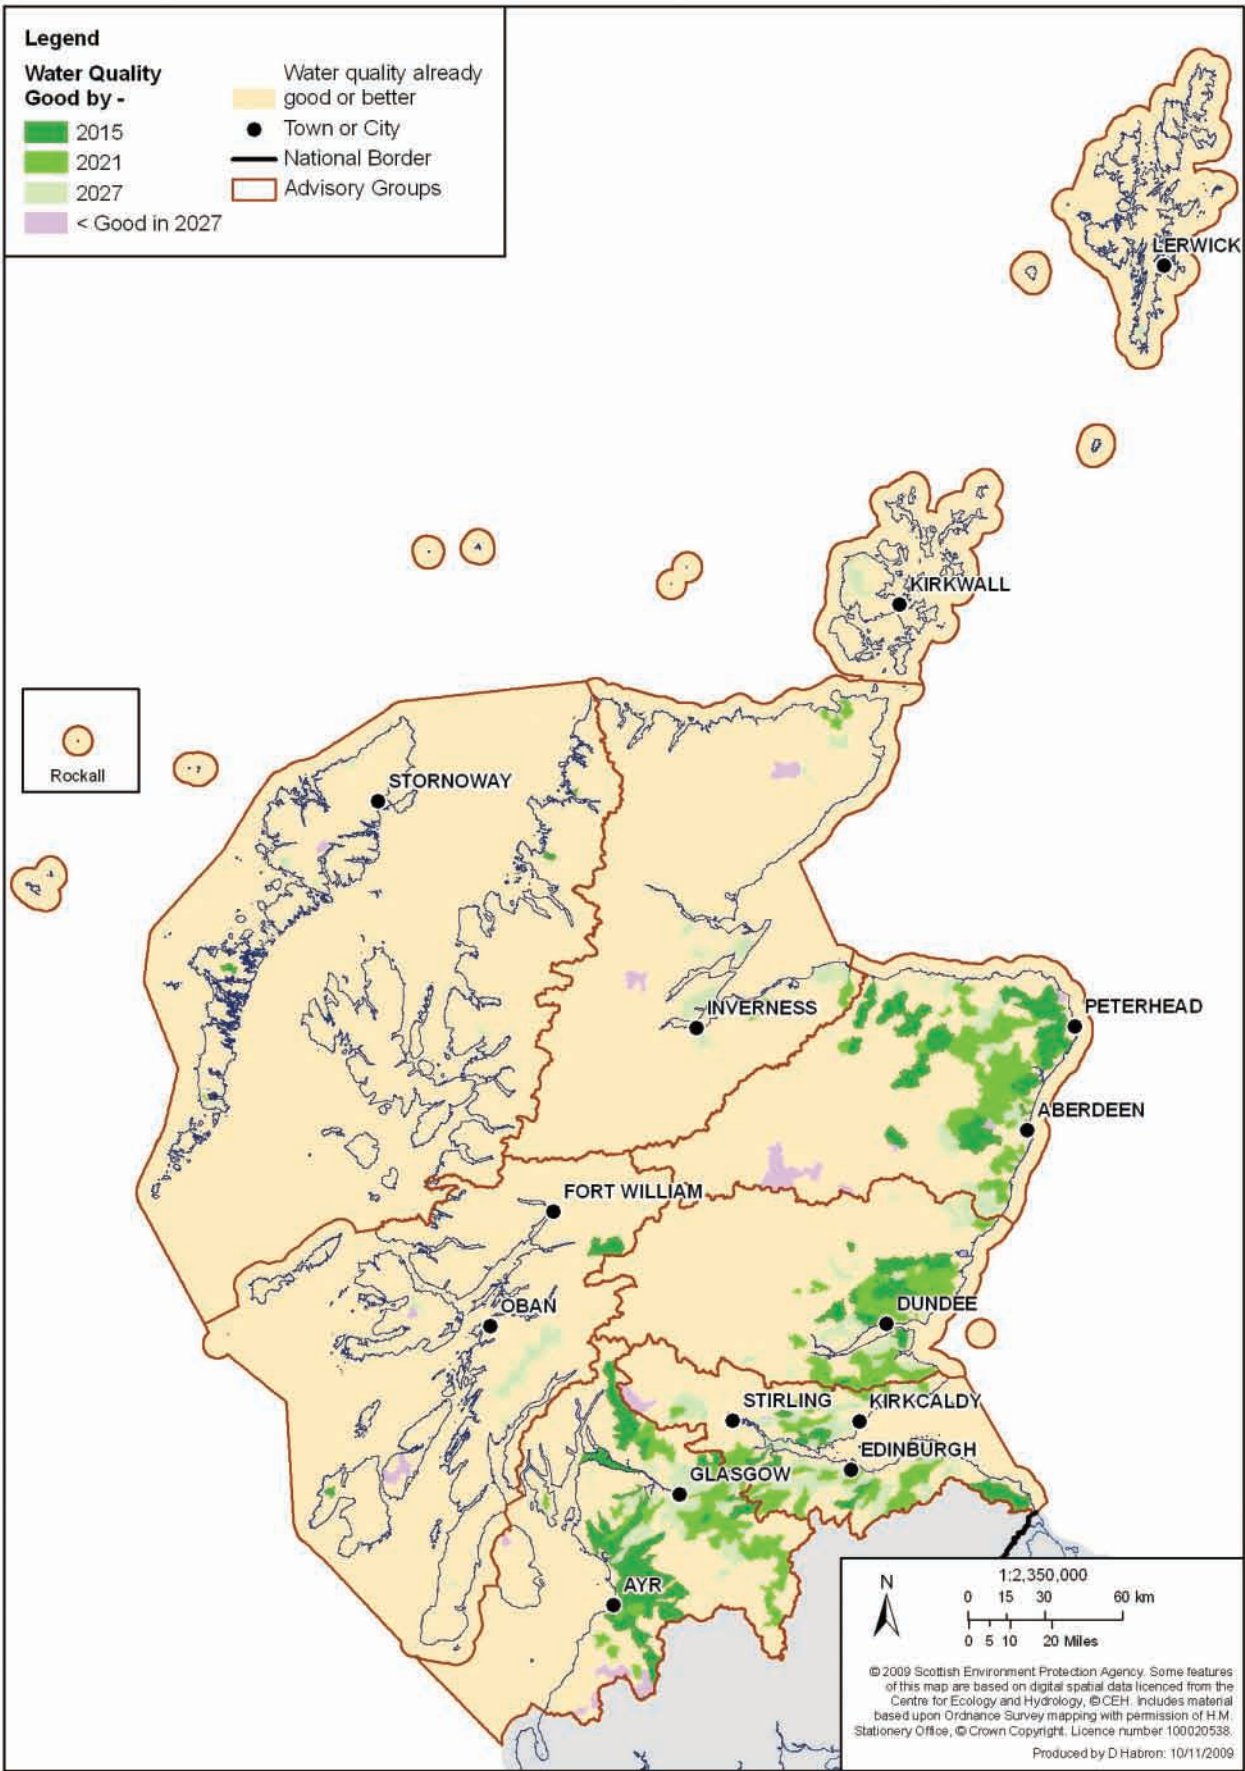 Legend
Water Quality
Good by -
2015
2021
2027
< Good in 2027
Water quality already
good or better
Town or City
National Border
Advisory Groups
LERWICK
KIRKWALL
Rockall
STORNOWAY
INVERNESS
PETERHEAD
ABERDEEN
FORT WILLIAM
OBAN
DUNDEE
STIRLING
KIRKCALDY
EDINBURGH
GLASGOW
AYR
N
1:2,350,000
0 15 30 60 km
0 5 10 20 Miles
© 2009 Scottish Environment Protection Agency. Some features
of this map are based on digital spatial data licenced from the
Centre for Ecology and Hydrology, © CEH. Includes material
based upon Ordnance Survey mapping with permission of H.M.
Stationery Office, © Crown Copyright. Licence number 100020538.
Produced by D Habron: 10/11/2009